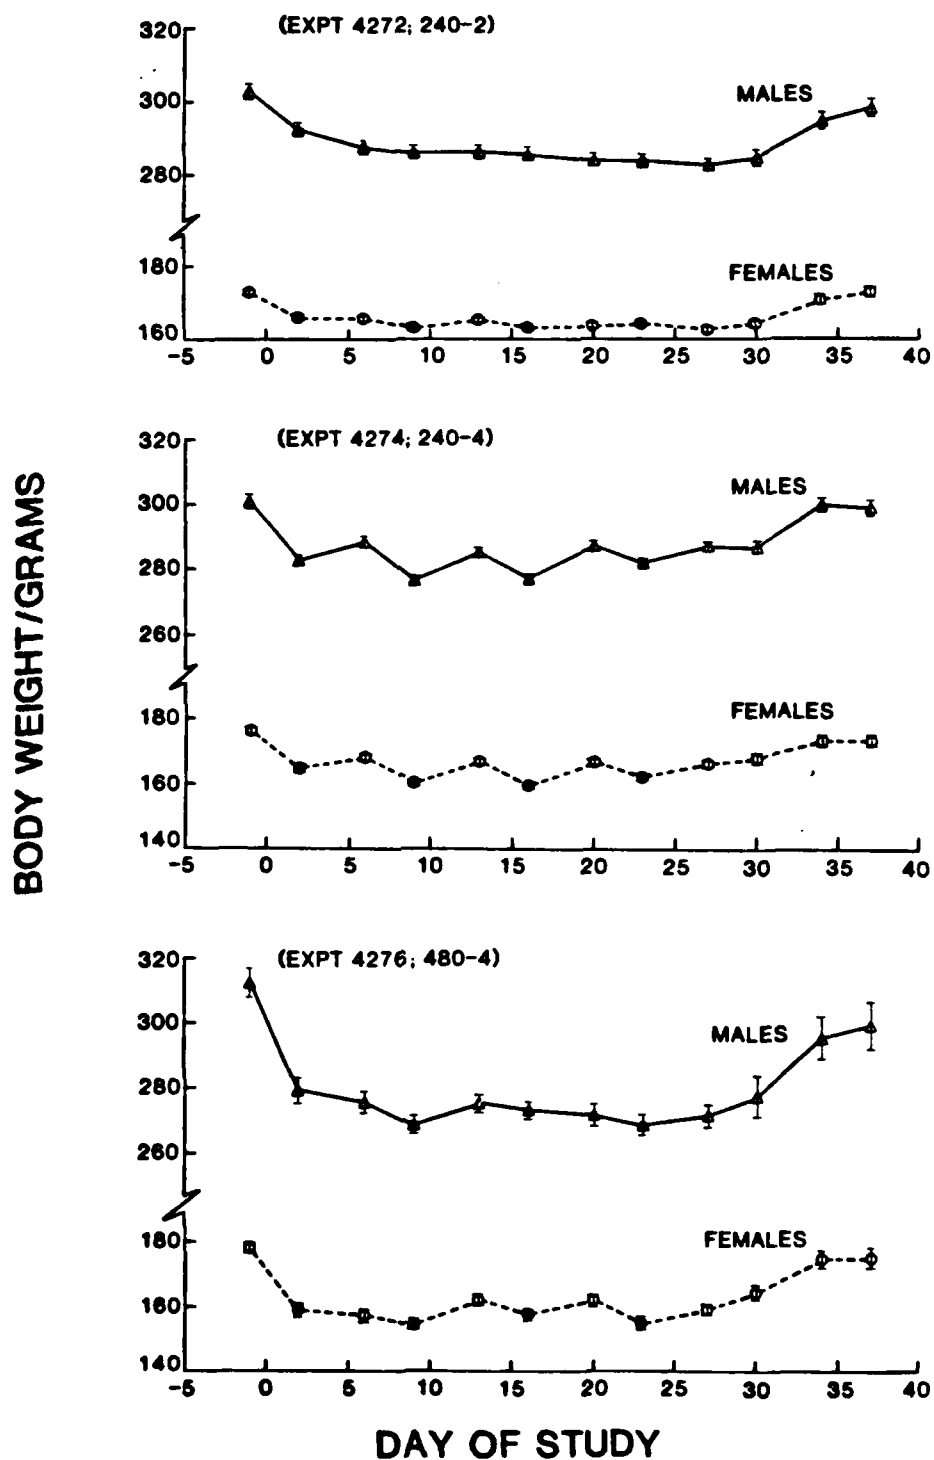 BODY WEIGHT/GRAMS
(EXPT 4272; 240-2)
320
300
280
180
160
MALES
FEMALES
-5 0 5 10 15 20 25 30 35 40
(EXPT 4274; 240-4)
320
300
280
260
180
160
140
MALES
FEMALES
-5 0 5 10 15 20 25 30 35 40
(EXPT 4276; 480-4)
320
300
280
260
180
160
140
MALES
FEMALES
-5 0 5 10 15 20 25 30 35 40
DAY OF STUDY